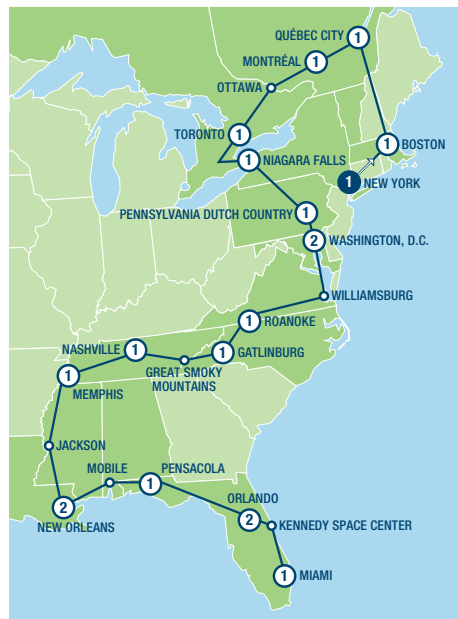 QUÉBEC CITY
1
MONTRÉAL
1
OTTAWA
TORONTO
1
1
BOSTON
1
NIAGARA FALLS
1
NEW YORK
PENNSYLVANIA DUTCH COUNTRY
1
2
WASHINGTON, D.C.
WILLIAMSBURG
1
ROANOKE
NASHVILLE
1
1
GATLINBURG
GREAT SMOKY
MOUNTAINS
1
MEMPHIS
JACKSON
MOBILE
PENSACOLA
1
2
NEW ORLEANS
ORLANDO
2
KENNEDY SPACE CENTER
1
MIAMI